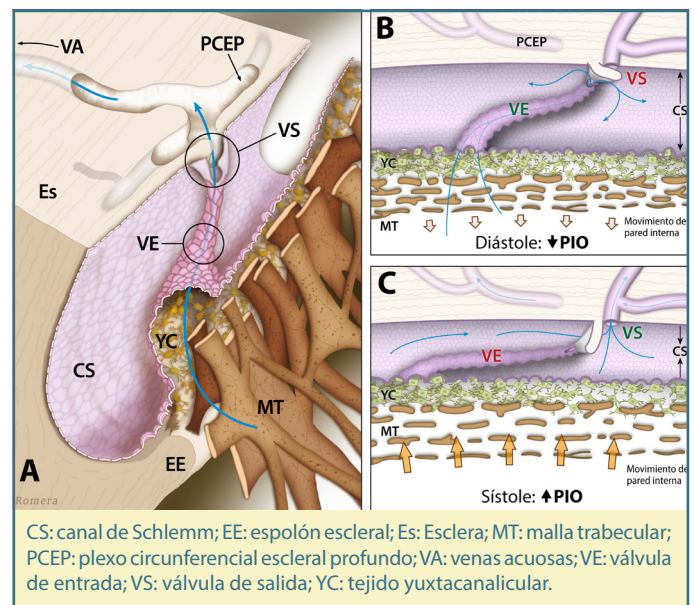 VA
PCEP
VS
Es
VE
YC
CS
MT
EE
A
Romera
B
PCEP
VS
VE
CS
YC
MT
Movimiento de
pared interna
Diástole: ↓PIO
C
VS
VE
CS
YC
MT
Movimiento de
pared interna
Sístole: ↑PIO
CS: canal de Schlemm; EE: espolón escleral; Es: Esclera; MT: malla trabecular;
PCEP: plexo circunferencial escleral profundo; VA: venas acuosas; VE: válvula
de entrada; VS: válvula de salida; YC: tejido yuxtacanalicular.